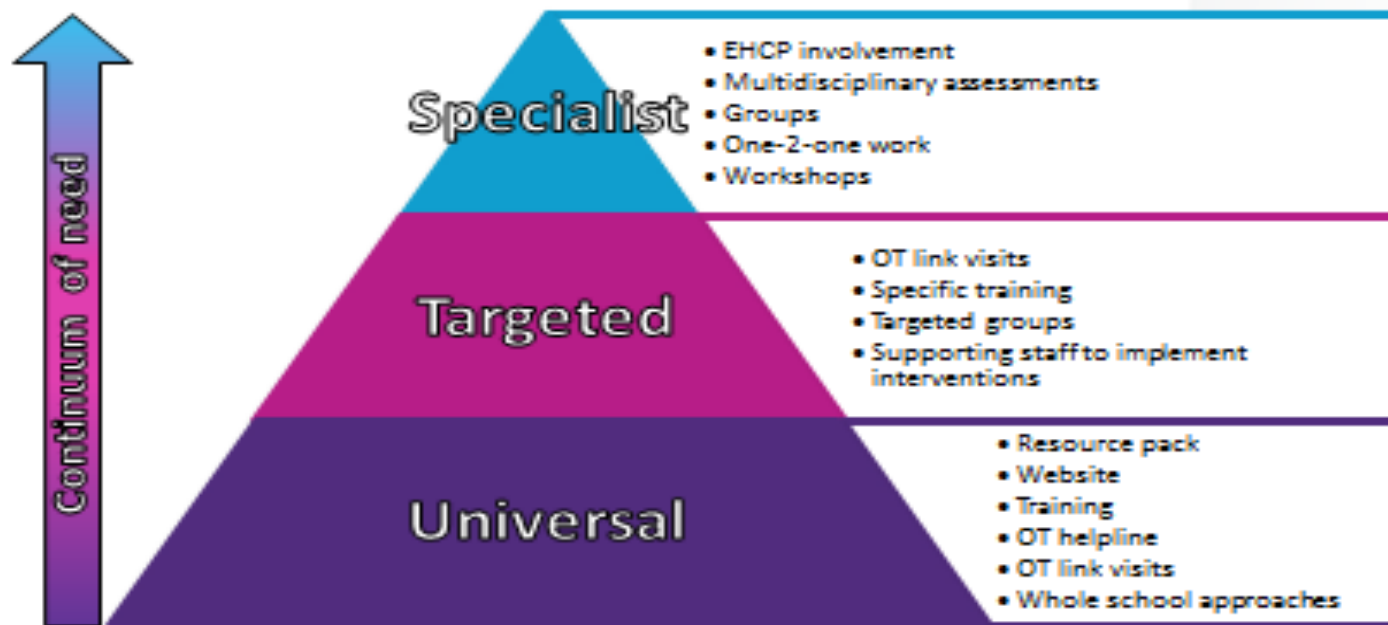 Continuum of need
Specialist
• EHCP involvement
• Multidisciplinary assessments
• Groups
• One-2-one work
• Workshops
Targeted
• OT link visits
• Specific training
• Targeted groups
• Supporting staff to implement
interventions
Universal
• Resource pack
• Website
• Training
• OT helpline
• OT link visits
• Whole school approaches